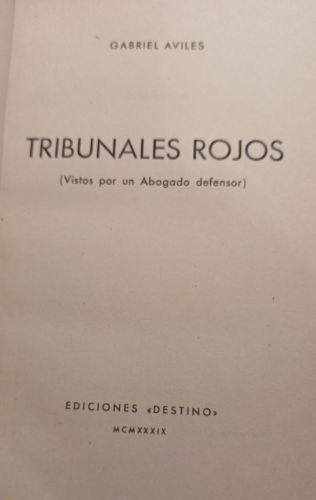 GABRIEL AVILES
TRIBUNALES ROJOS
(Vistos por un Abogado defensor)
EDICIONES «DESTINO»
MCMXXXIX